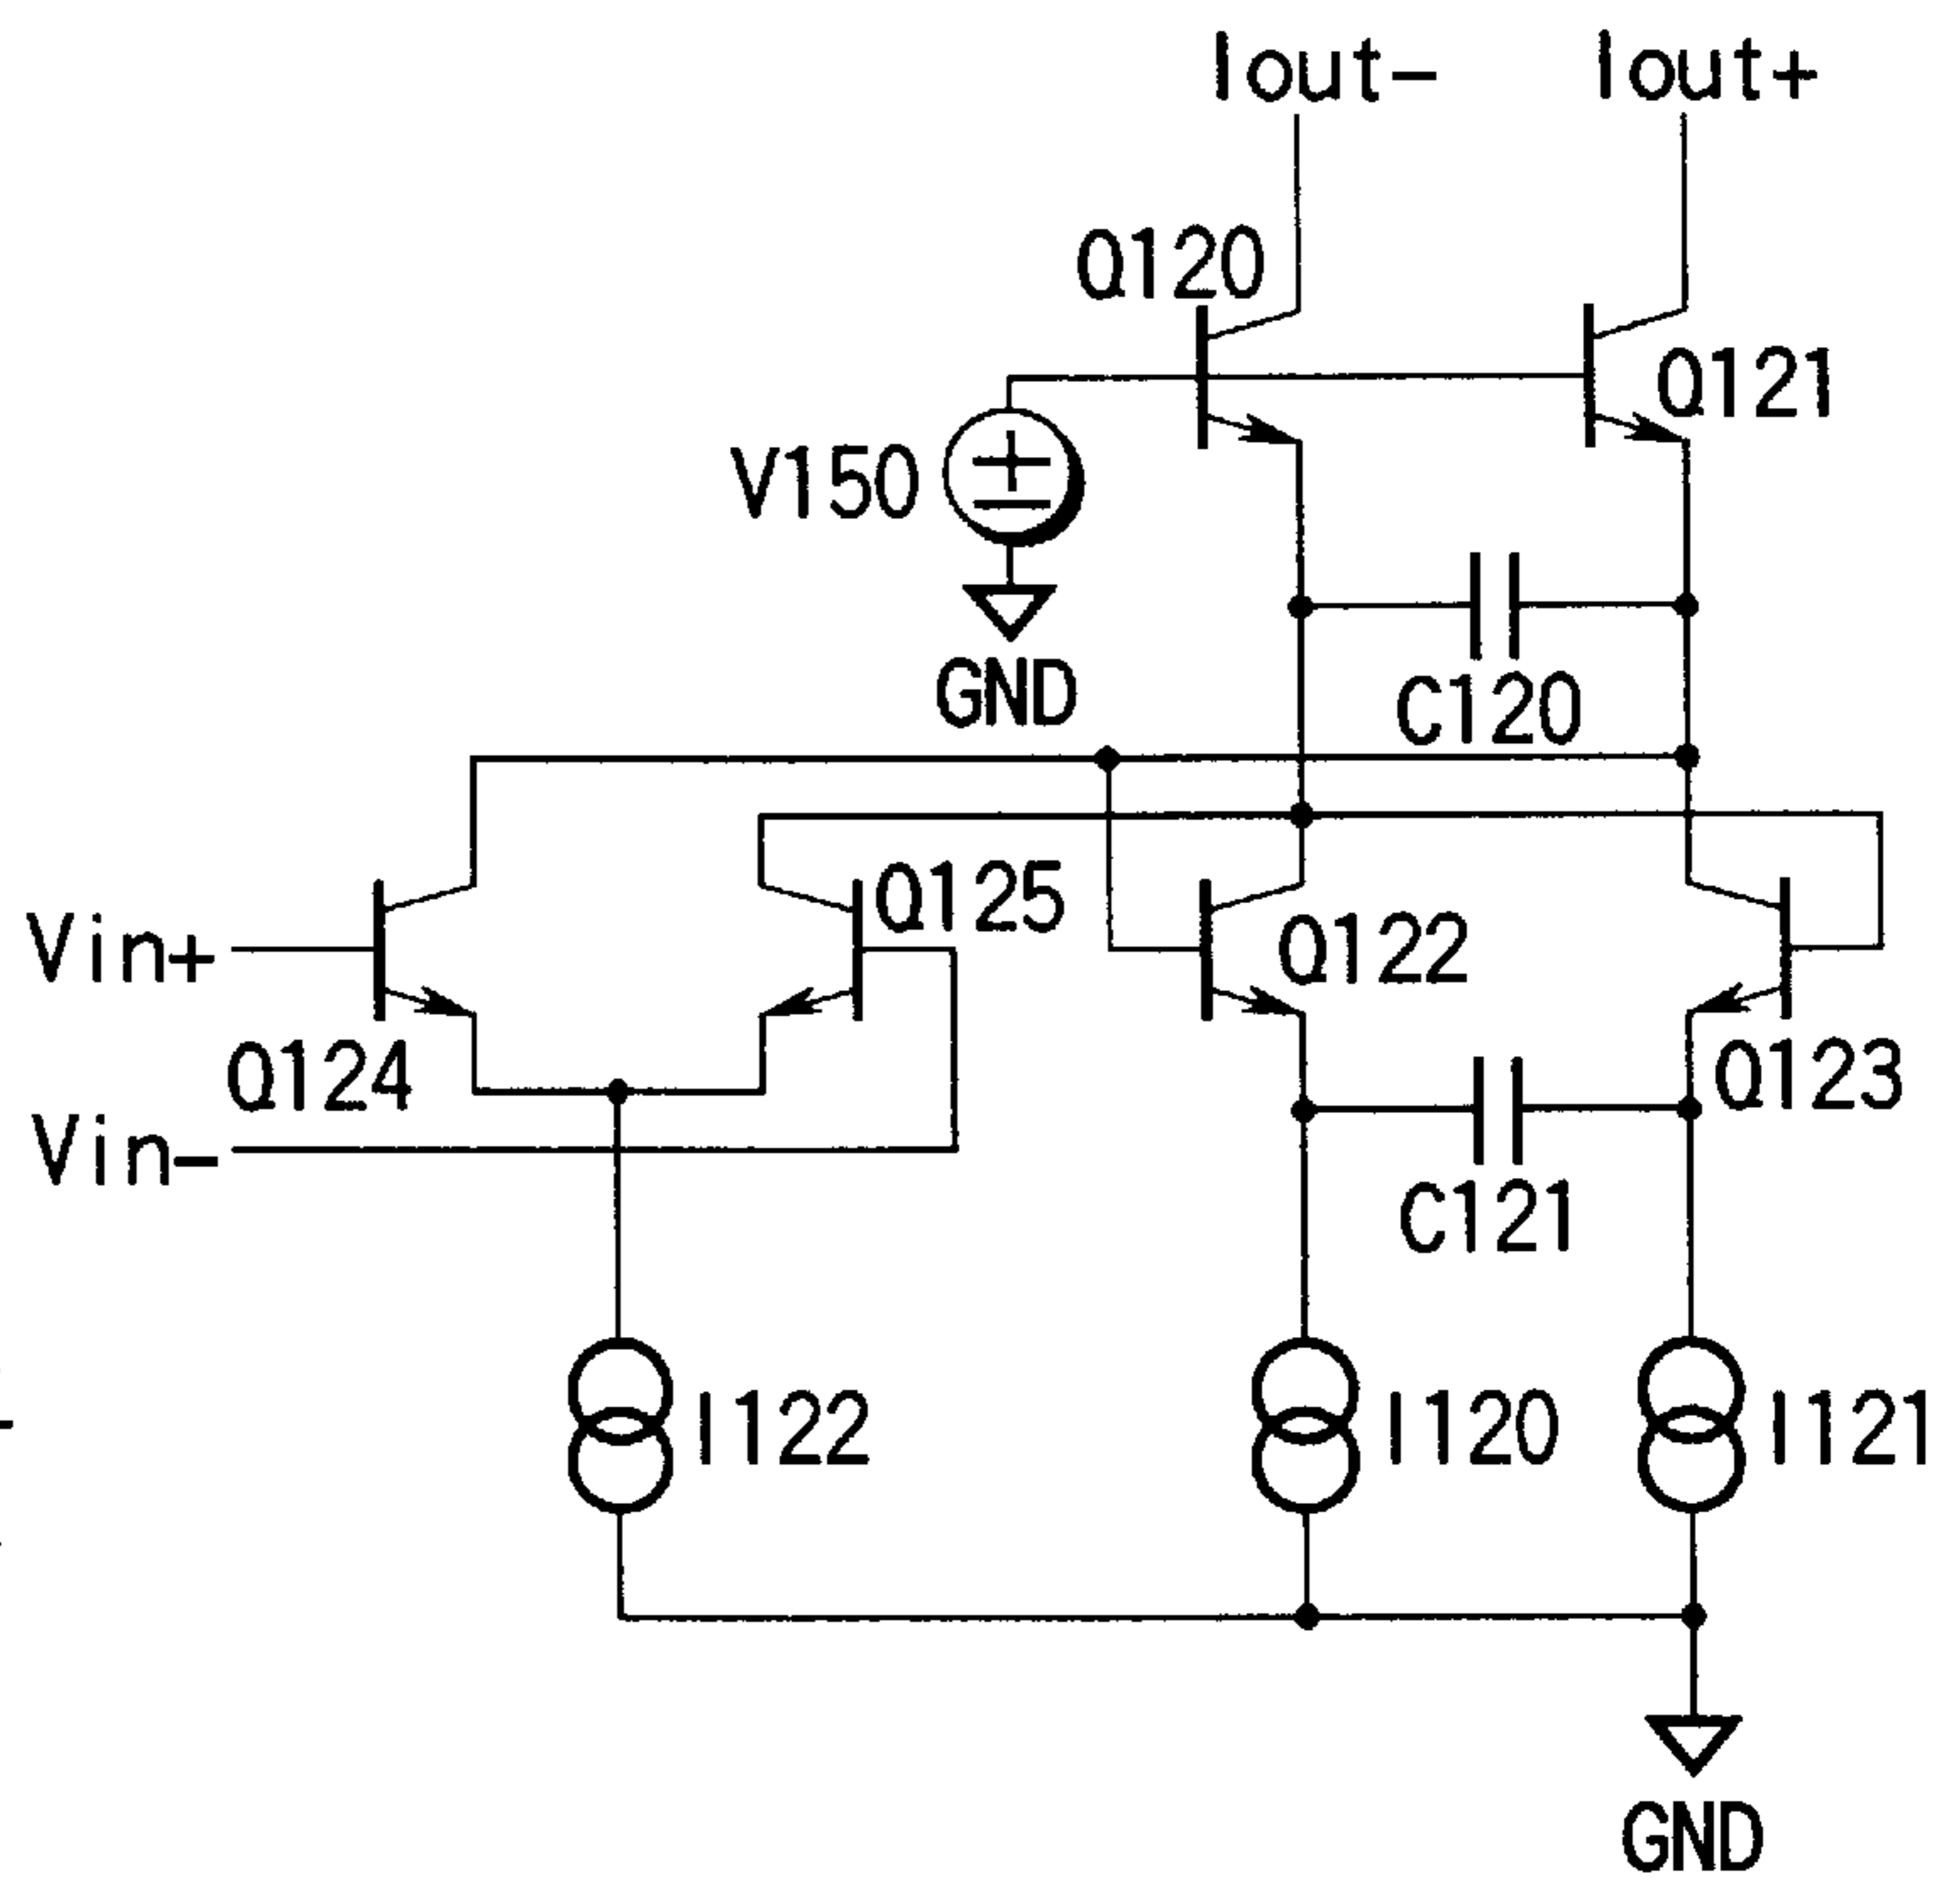 Iout-
Iout+
Q120
Q121
V150
GND
C120
Q125
Vin+
Q122
Q124
Q123
Vin-
C121
I122
I120
I121
GND